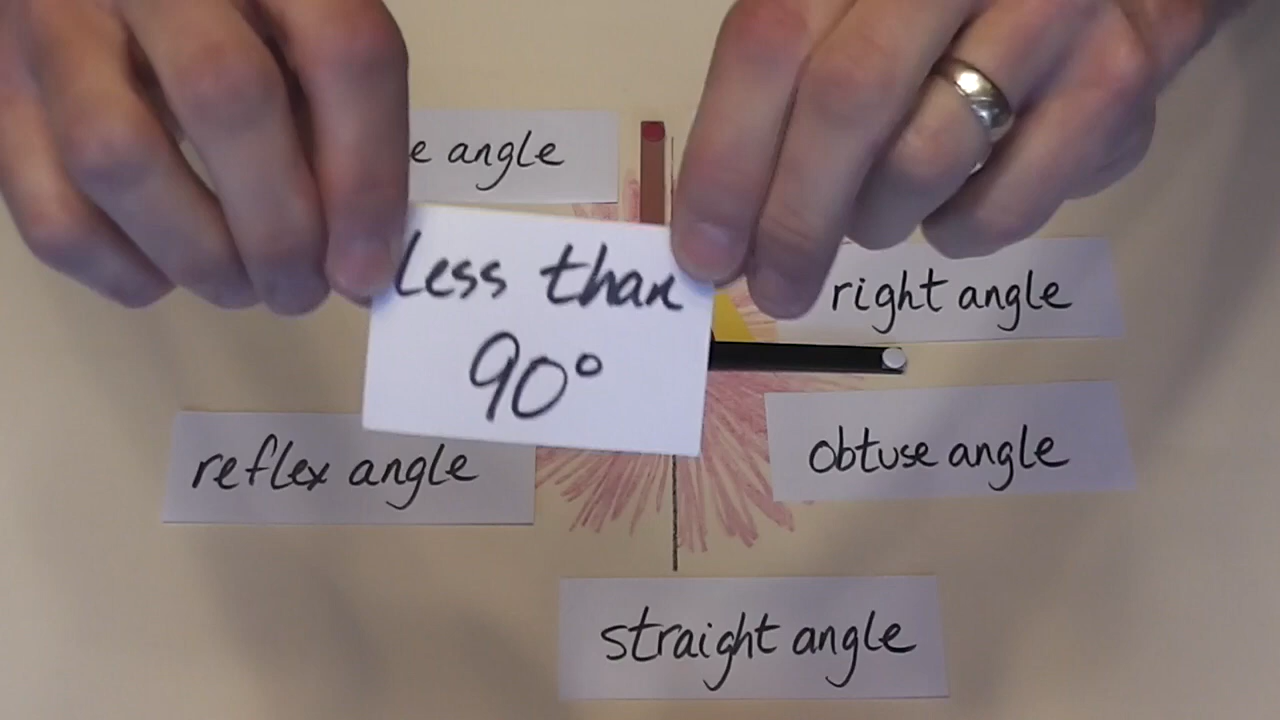 e angle
less than
90°
right angle
reflex angle
obtuse angle
straight angle